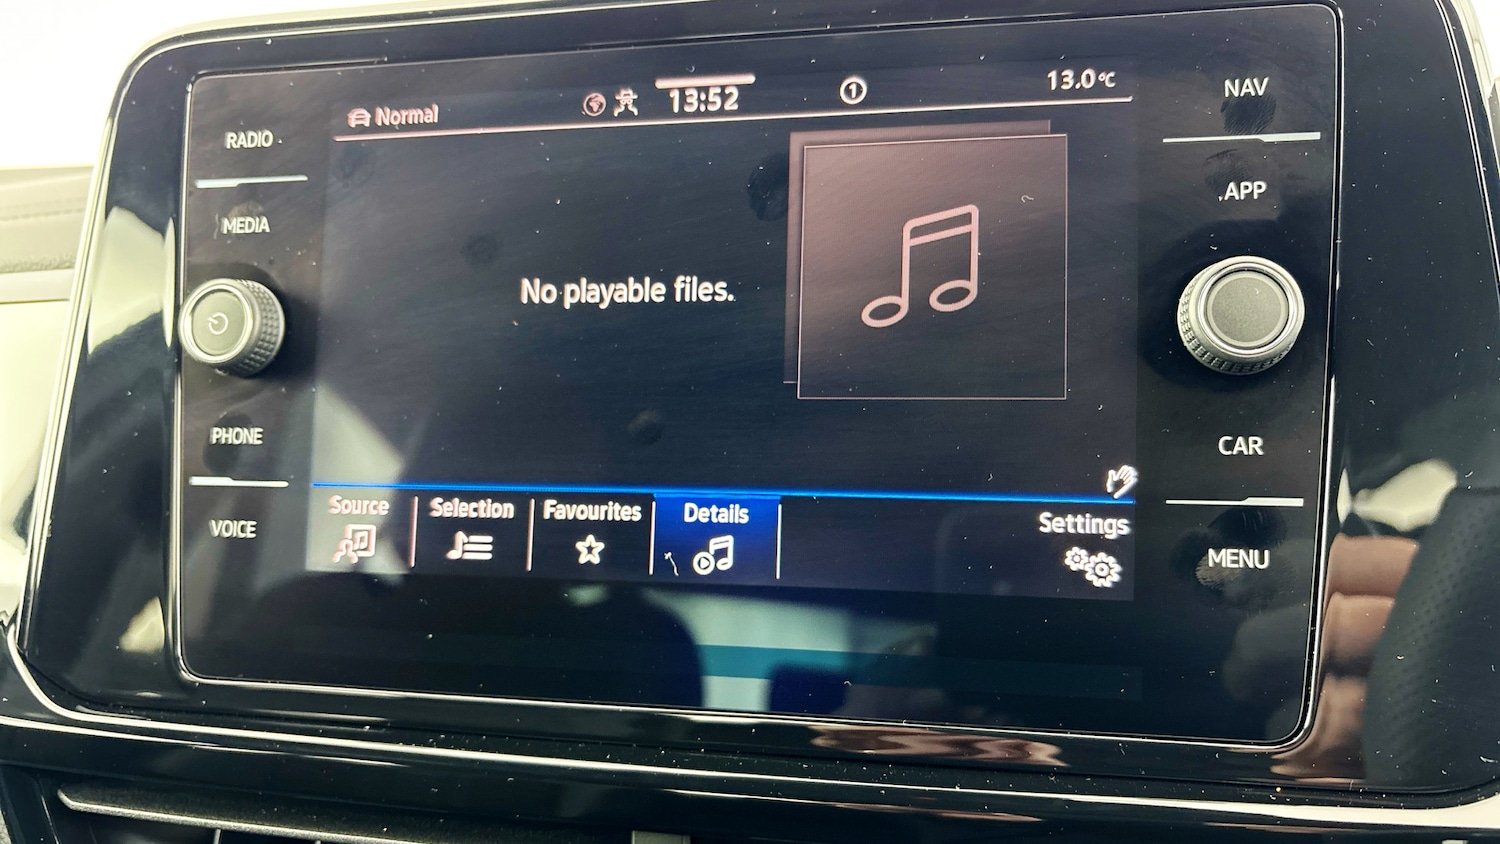 Normal
13:52
1
13.0°C
NAV
RADIO
APP
MEDIA
No playable files.
PHONE
CAR
VOICE
Source
Selection
Favourites
Details
Settings
MENU